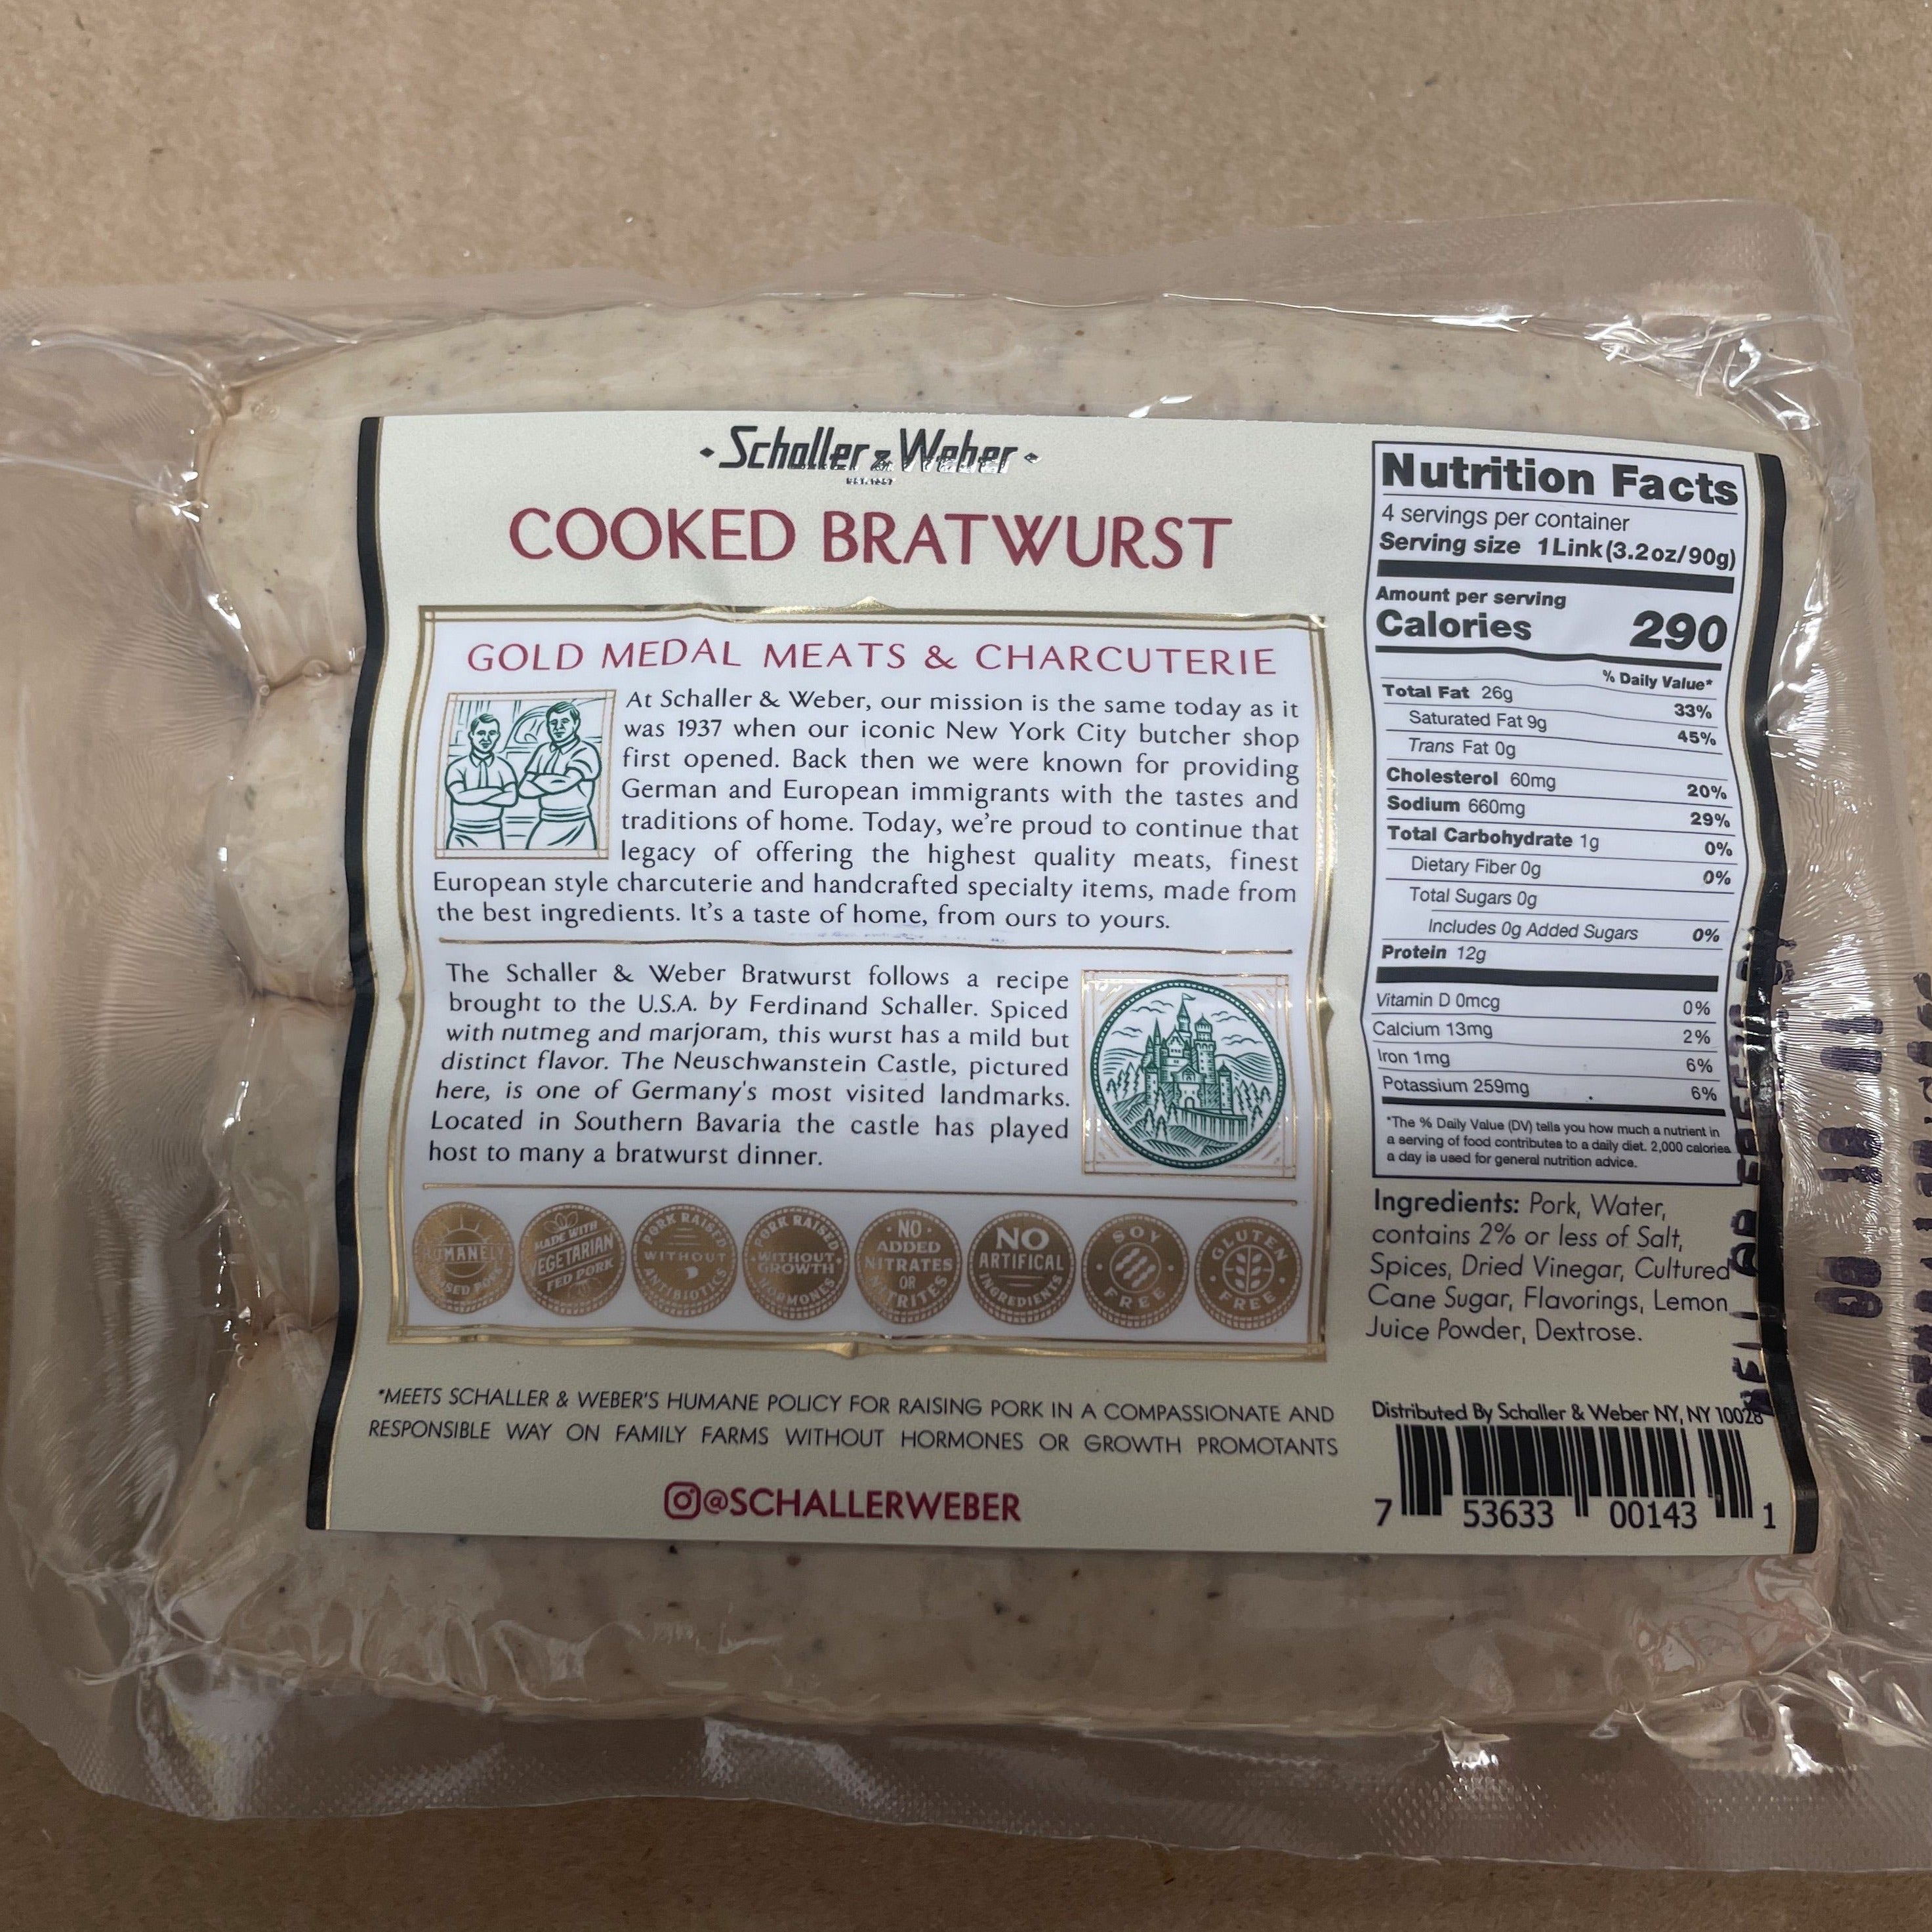 Schaller & Weber
EST. 1937
COOKED BRATWURST
GOLD MEDAL MEATS & CHARCUTERIE
At Schaller & Weber, our mission is the same today as it
was 1937 when our iconic New York City butcher shop
first opened. Back then we were known for providing
German and European immigrants with the tastes and
traditions of home. Today, we're proud to continue that
legacy of offering the highest quality meats, finest
European style charcuterie and handcrafted specialty items, made from
the best ingredients. It's a taste of home, from ours to yours.
The Schaller & Weber Bratwurst follows a recipe
brought to the U.S.A. by Ferdinand Schaller. Spiced
with nutmeg and marjoram, this wurst has a mild but
distinct flavor. The Neuschwanstein Castle, pictured
here, is one of Germany's most visited landmarks.
Located in Southern Bavaria the castle has played
host to many a bratwurst dinner.
HUMANELY
RAISED PORK
MADE WITH
VEGETARIAN
FED PORK
PORK RAISED
WITHOUT
ANTIBIOTICS
PORK RAISED
WITHOUT
GROWTH
HORMONES
NO
ADDED
NITRATES
OR
NITRITES
NO
ARTIFICAL
INGREDIENTS
SOY
FREE
GLUTEN
FREE
*MEETS SCHALLER & WEBER'S HUMANE POLICY FOR RAISING PORK IN A COMPASSIONATE AND
RESPONSIBLE WAY ON FAMILY FARMS WITHOUT HORMONES OR GROWTH PROMOTANTS
@SCHALLERWEBER
Nutrition Facts
4 servings per container
Serving size 1 Link (3.2oz/90g)
Amount per serving
Calories 290
% Daily Value*
Total Fat 26g 33%
Saturated Fat 9g 45%
Trans Fat 0g
Cholesterol 60mg 20%
Sodium 660mg 29%
Total Carbohydrate 1g 0%
Dietary Fiber 0g 0%
Total Sugars 0g
Includes 0g Added Sugars 0%
Protein 12g
Vitamin D 0mcg 0%
Calcium 13mg 2%
Iron 1mg 6%
Potassium 259mg 6%
*The % Daily Value (DV) tells you how much a nutrient in
a serving of food contributes to a daily diet. 2,000 calories
a day is used for general nutrition advice.
Ingredients: Pork, Water,
contains 2% or less of Salt,
Spices, Dried Vinegar, Cultured
Cane Sugar, Flavorings, Lemon
Juice Powder, Dextrose.
Distributed By Schaller & Weber NY, NY 10028
7 53633 00143 1